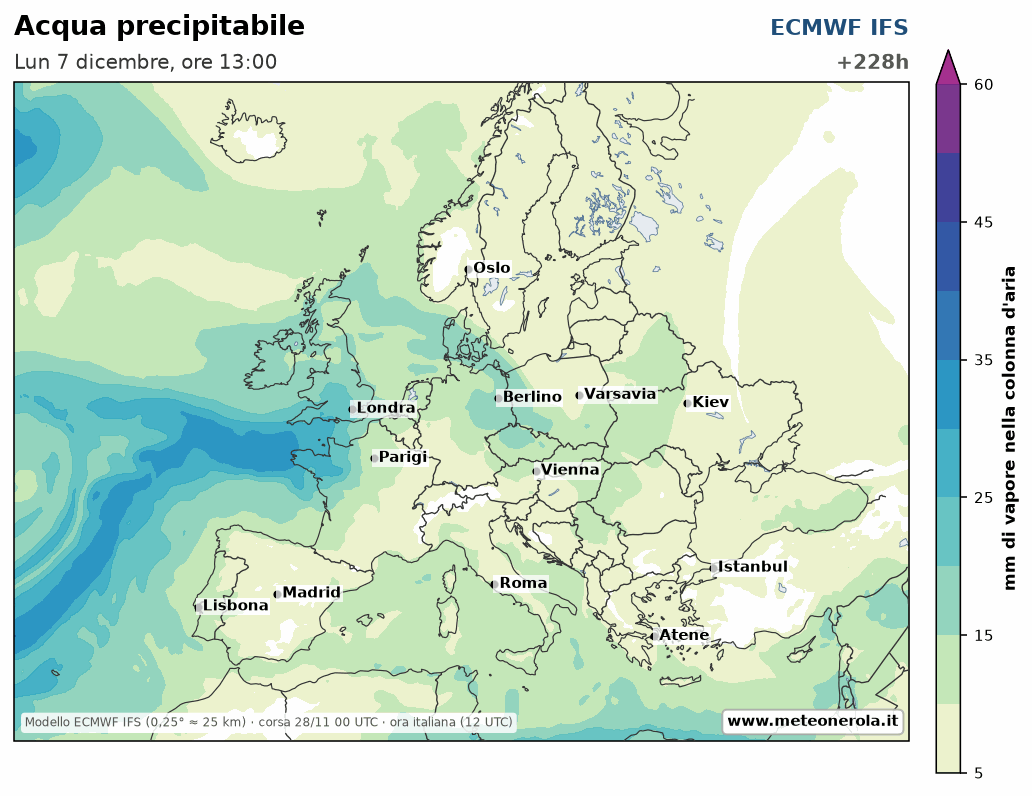 Acqua precipitabile
ECMWF IFS
Lun 7 dicembre, ore 13:00
+228h
60
45
35
25
15
5
mm di vapore nella colonna d'aria
Oslo
Berlino
Varsavia
Londra
Kiev
Parigi
Vienna
Istanbul
Roma
Madrid
Lisbona
Atene
Modello ECMWF IFS (0,25° ≈ 25 km) · corsa 28/11 00 UTC · ora italiana (12 UTC)
www.meteonerola.it